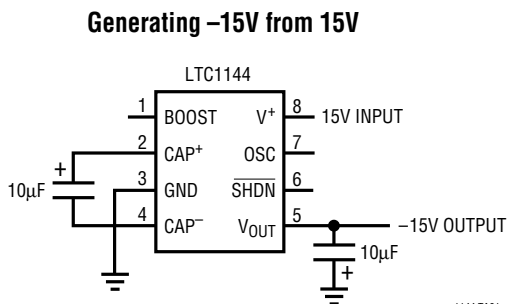 Generating –15V from 15V
LTC1144
1 BOOST V+ 8 15V INPUT
2 CAP+ OSC 7
+
10µF
3 GND SHDN 6
4 CAP– VOUT 5 –15V OUTPUT
10µF
+